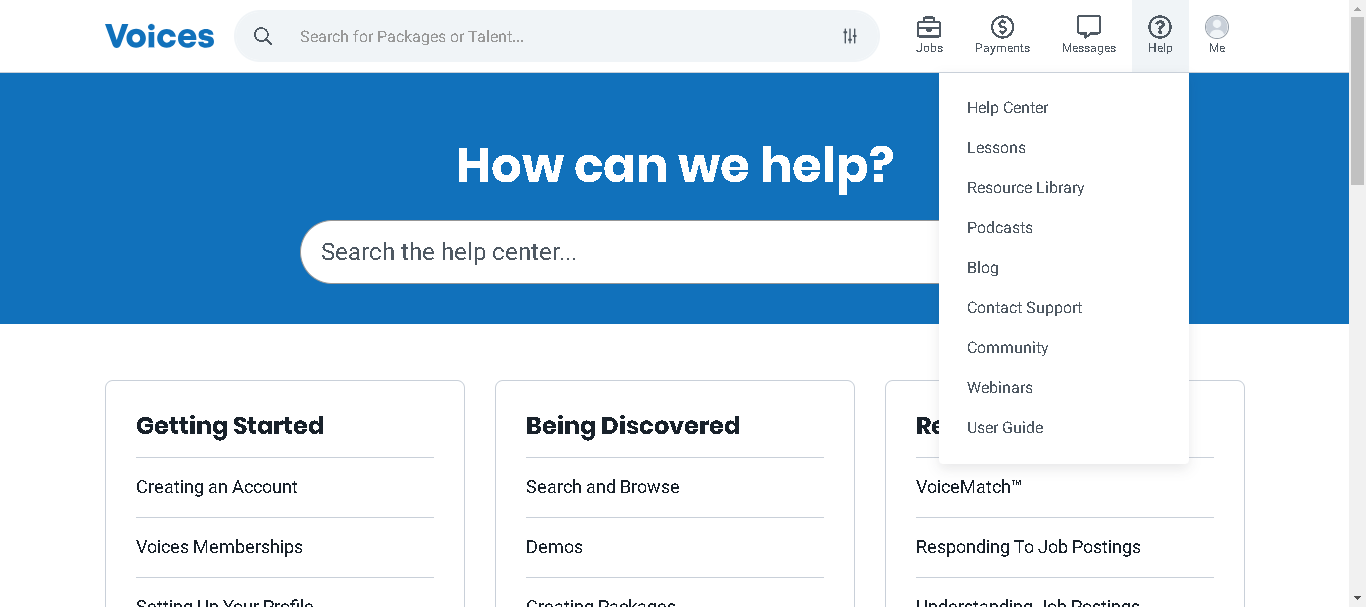 Voices
Search for Packages or Talent...
Jobs
Payments
Messages
Help
Me
Help Center
Lessons
Resource Library
Podcasts
Blog
Contact Support
Community
Webinars
User Guide
How can we help?
Search the help center...
Getting Started
Creating an Account
Voices Memberships
Setting Up Your Profile
Being Discovered
Search and Browse
Demos
Creating Packages
VoiceMatch™
Responding To Job Postings
Understanding Job Postings